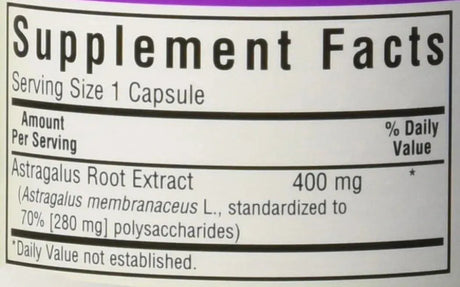 Supplement Facts
Serving Size 1 Capsule
Amount
Per Serving
% Daily
Value
Astragalus Root Extract 400 mg *
(Astragalus membranaceus L., standardized to
70% [280 mg] polysaccharides)
*Daily Value not established.